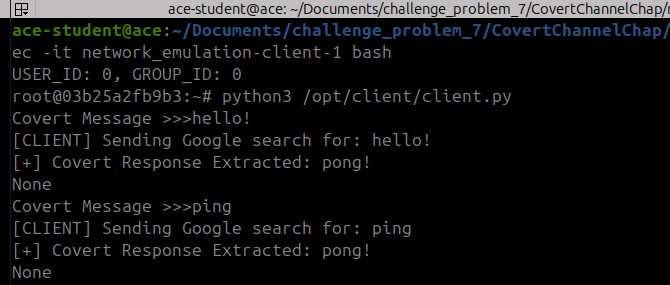 ace-student@ace: ~/Documents/challenge_problem_7/CovertChannelChap/
ace-student@ace:~/Documents/challenge_problem_7/CovertChannelChap/
ec -it network_emulation-client-1 bash
USER_ID: 0, GROUP_ID: 0
root@03b25a2fb9b3:~# python3 /opt/client/client.py
Covert Message >>>hello!
[CLIENT] Sending Google search for: hello!
[+] Covert Response Extracted: pong!
None
Covert Message >>>ping
[CLIENT] Sending Google search for: ping
[+] Covert Response Extracted: pong!
None